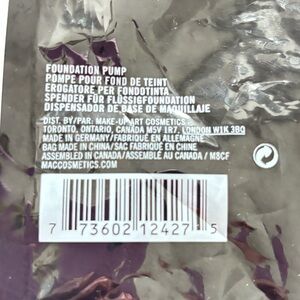 FOUNDATION PUMP
POMPE POUR FOND DE TEINT
EROGATORE PER FONDOTINTA
SPENDER FÜR FLÜSSIGFOUNDATION
DISPENSADOR DE BASE DE MAQUILLAJE
DIST. BY/PAR: MAKE-UP ART COSMETICS
TORONTO, ONTARIO, CANADA M5V 1R7, LONDON W1K 3BQ
MADE IN GERMANY/FABRIQUÉ EN ALLEMAGNE
BAG MADE IN CHINA/SAC FABRIQUÉ EN CHINE
ASSEMBLED IN CANADA/ASSEMBLÉ AU CANADA / M8CF
MACCOSMETICS.COM
7 73602 12427 5